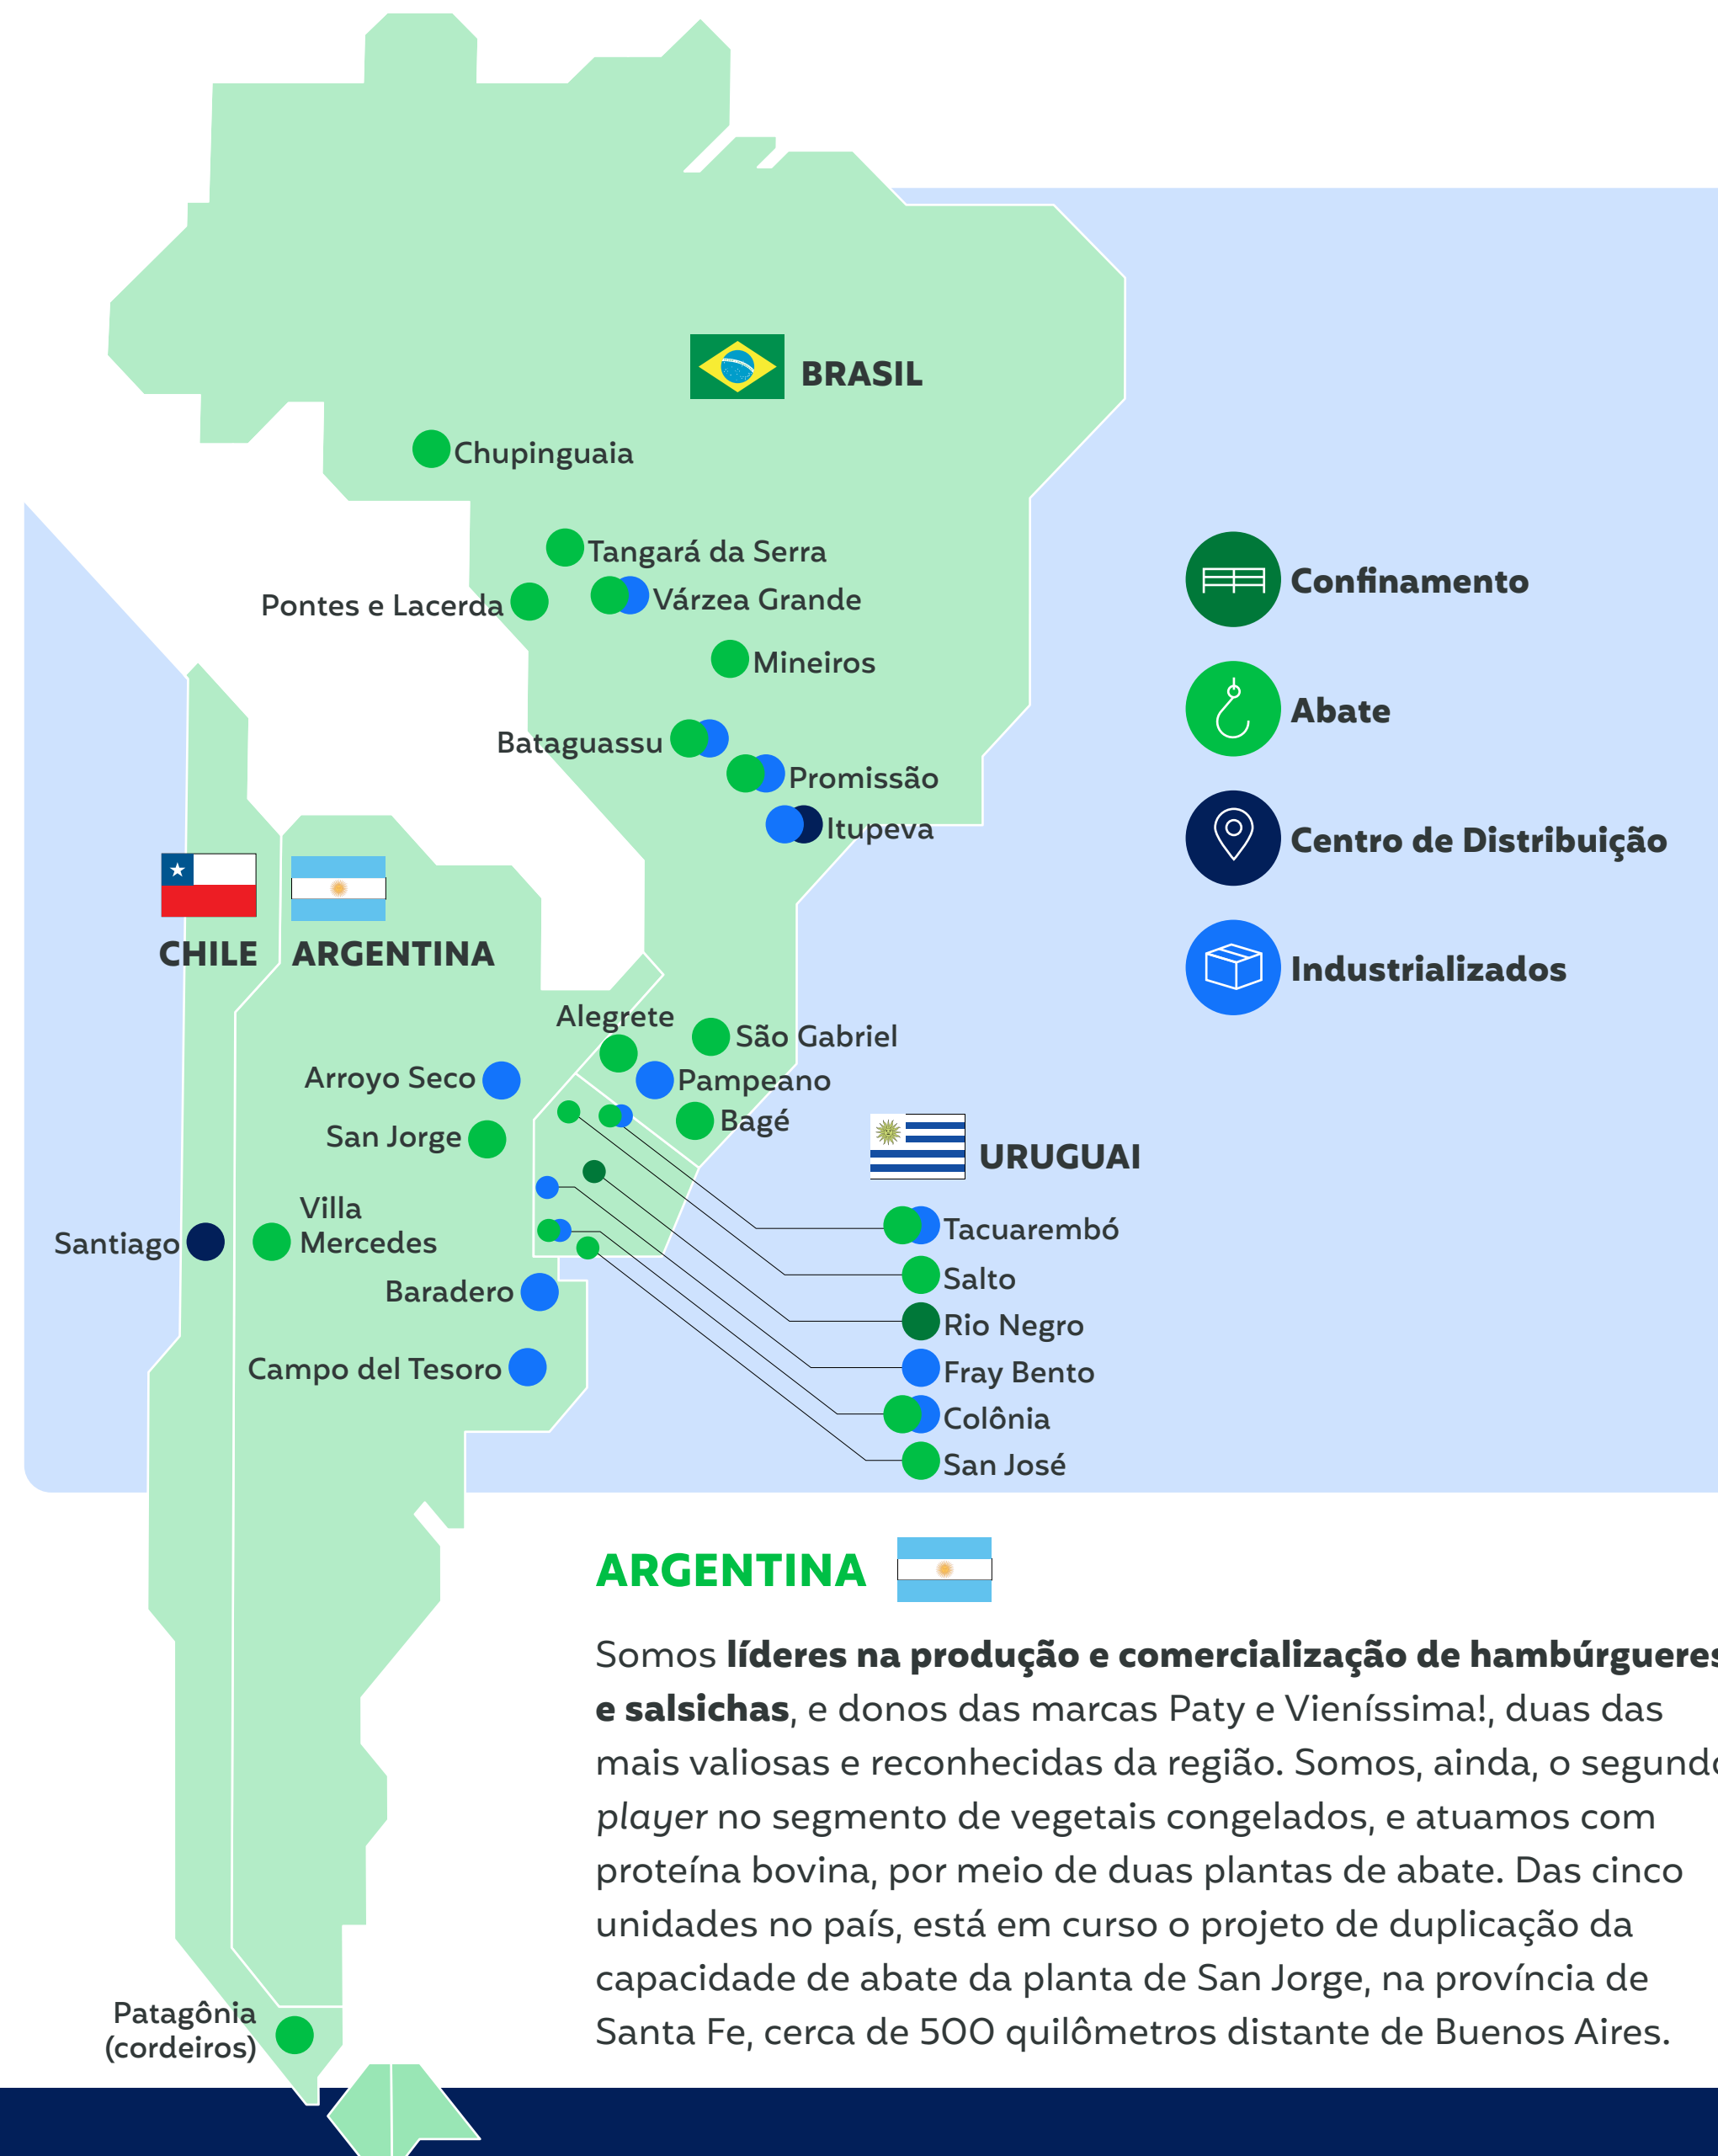 BRASIL
Chupinguaia
Tangará da Serra
Pontes e Lacerda
Várzea Grande
Mineiros
Bataguassu
Promissão
Itupeva
Confinamento
Abate
Centro de Distribuição
Industrializados
CHILE
ARGENTINA
Alegrete
São Gabriel
Arroyo Seco
Pampeano
Bagé
San Jorge
URUGUAI
Villa
Mercedes
Santiago
Baradero
Campo del Tesoro
Tacuarembó
Salto
Rio Negro
Fray Bento
Colônia
San José
ARGENTINA
Somos líderes na produção e comercialização de hambúrgueres
e salsichas, e donos das marcas Paty e Vieníssima!, duas das
mais valiosas e reconhecidas da região. Somos, ainda, o segundo
player no segmento de vegetais congelados, e atuamos com
proteína bovina, por meio de duas plantas de abate. Das cinco
unidades no país, está em curso o projeto de duplicação da
capacidade de abate da planta de San Jorge, na província de
Santa Fe, cerca de 500 quilômetros distante de Buenos Aires.
Patagônia
(cordeiros)